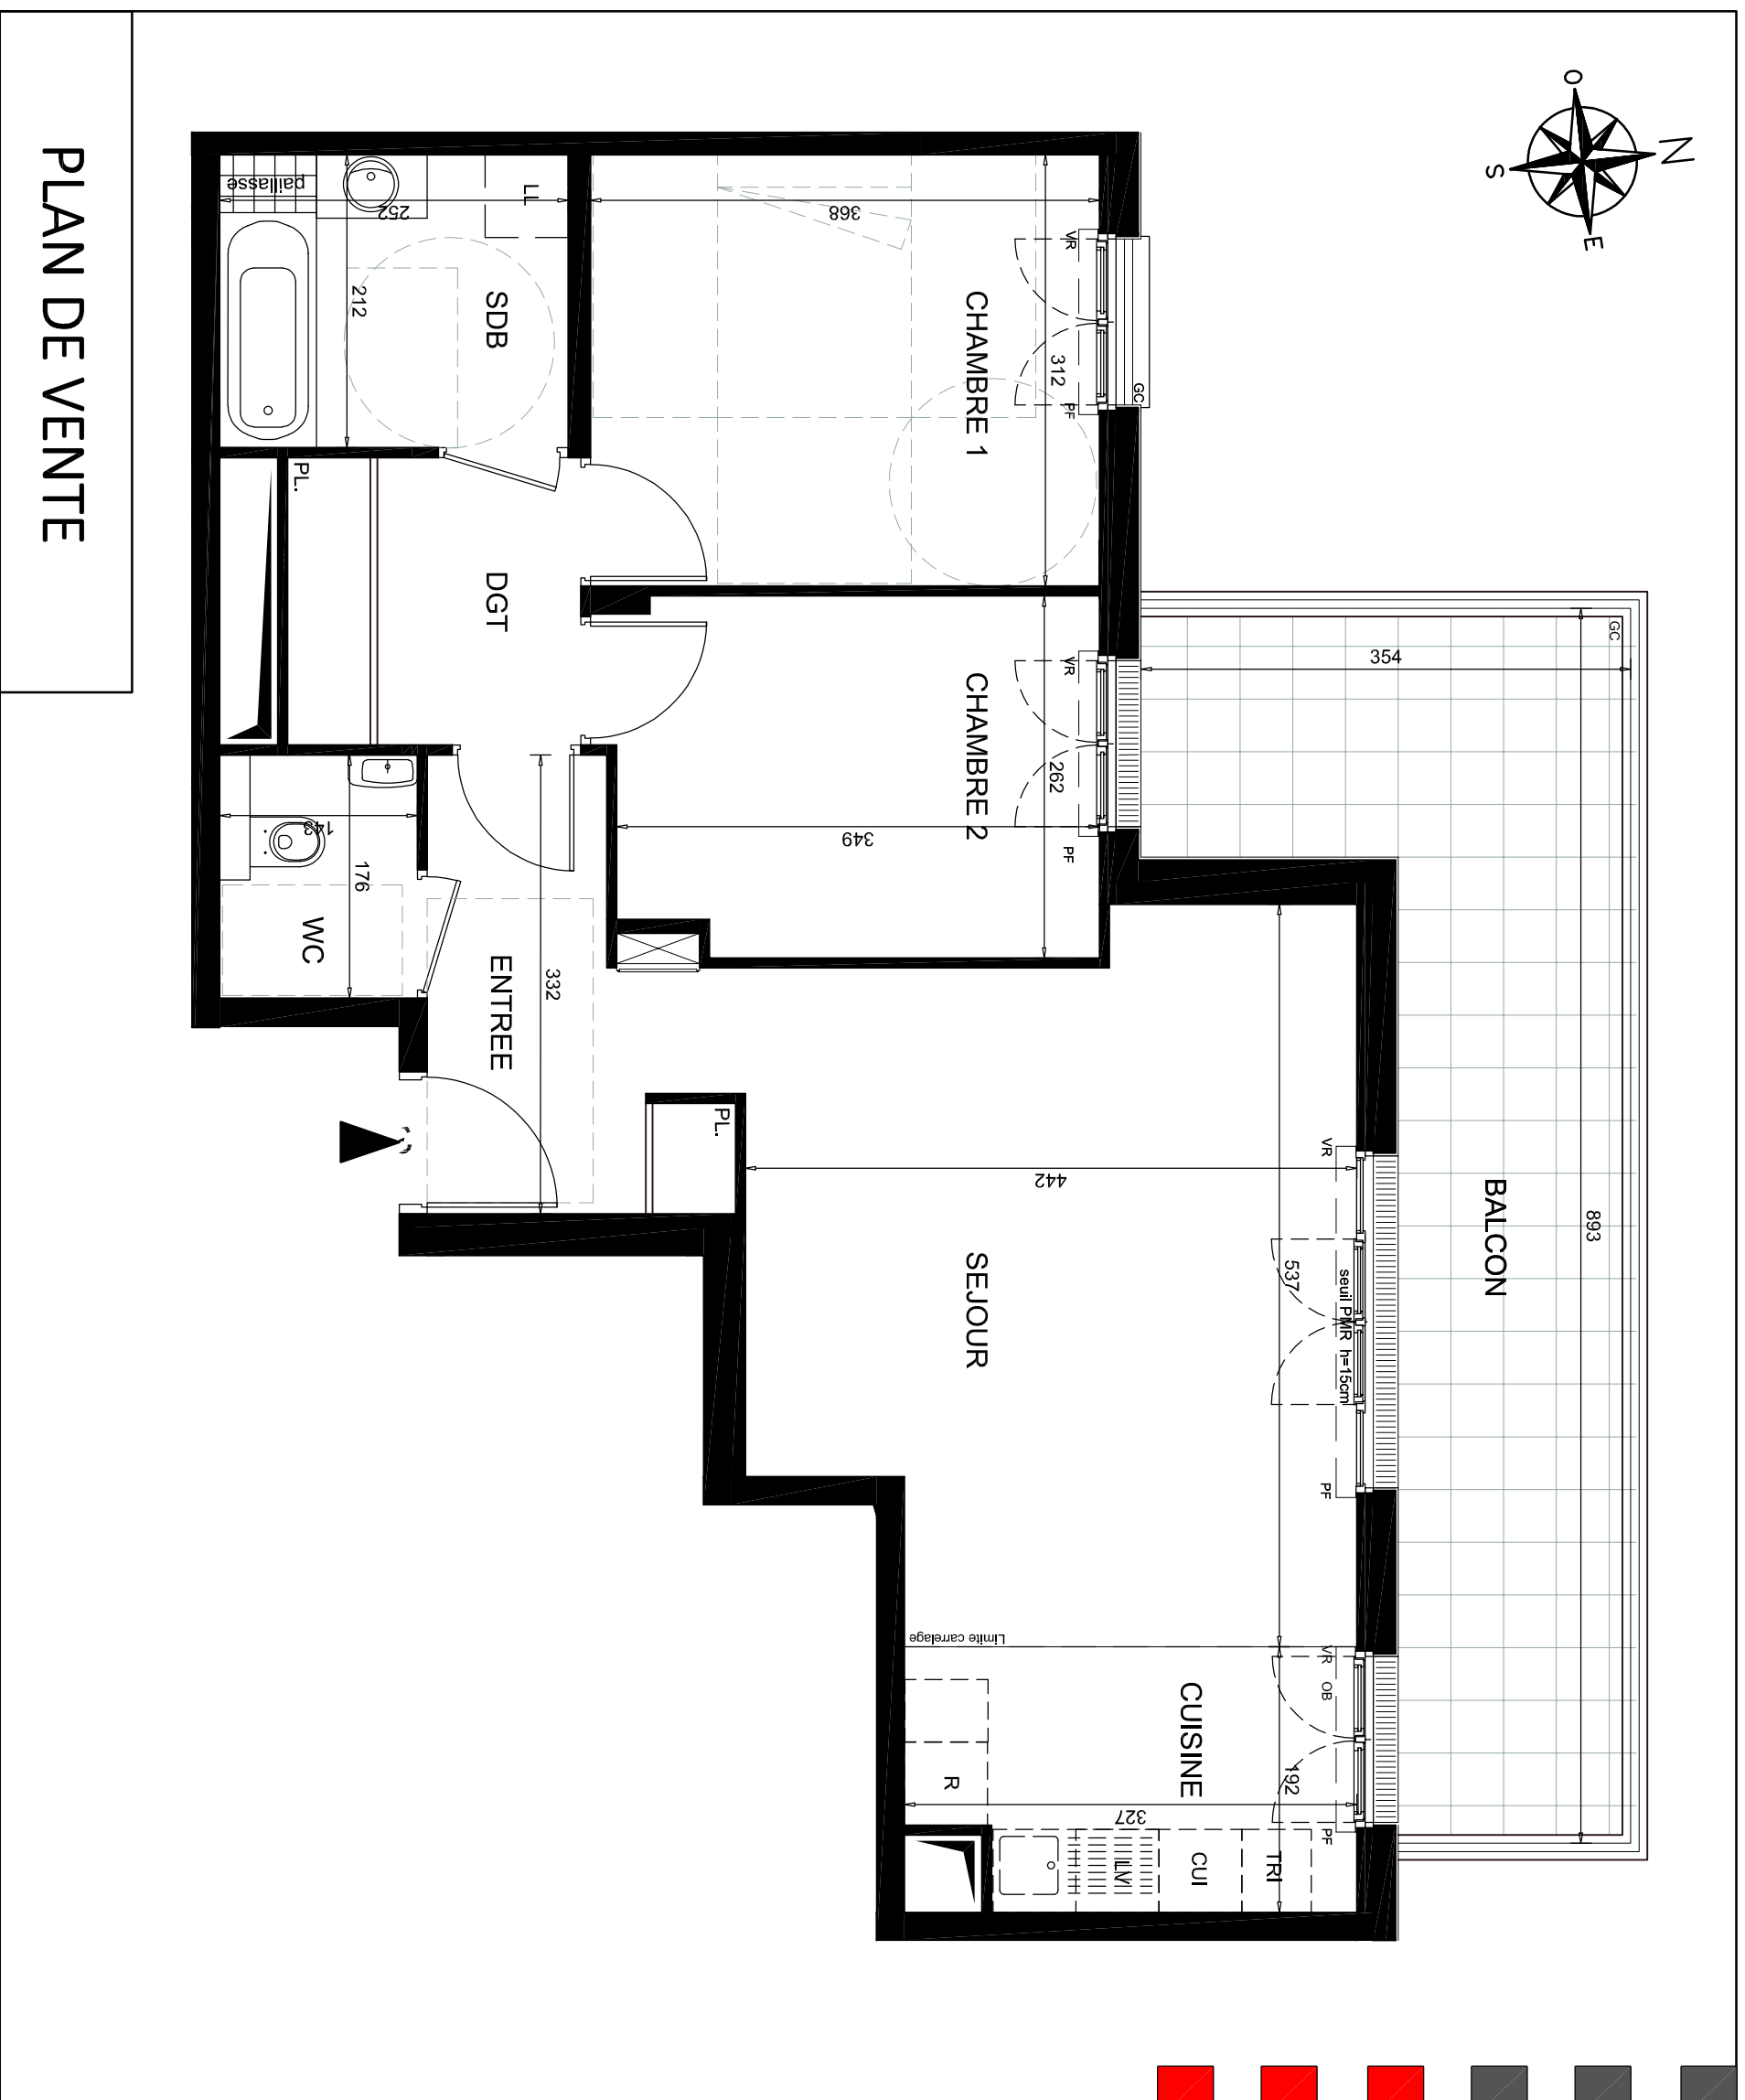 PLAN DE VENTE
O
N
S
E
BALCON
GC
354
893
CHAMBRE 1
368
312
VR
PF
GC
CHAMBRE 2
349
262
VR
PF
SEJOUR
442
537
VR
PF
seuil PMR h=15cm
CUISINE
327
192
VR
OB
PF
Limite carrelage
R
LV
CUI
TRI
SDB
252
212
LL
paillasse
DGT
PL.
ENTREE
332
PL.
WC
143
176